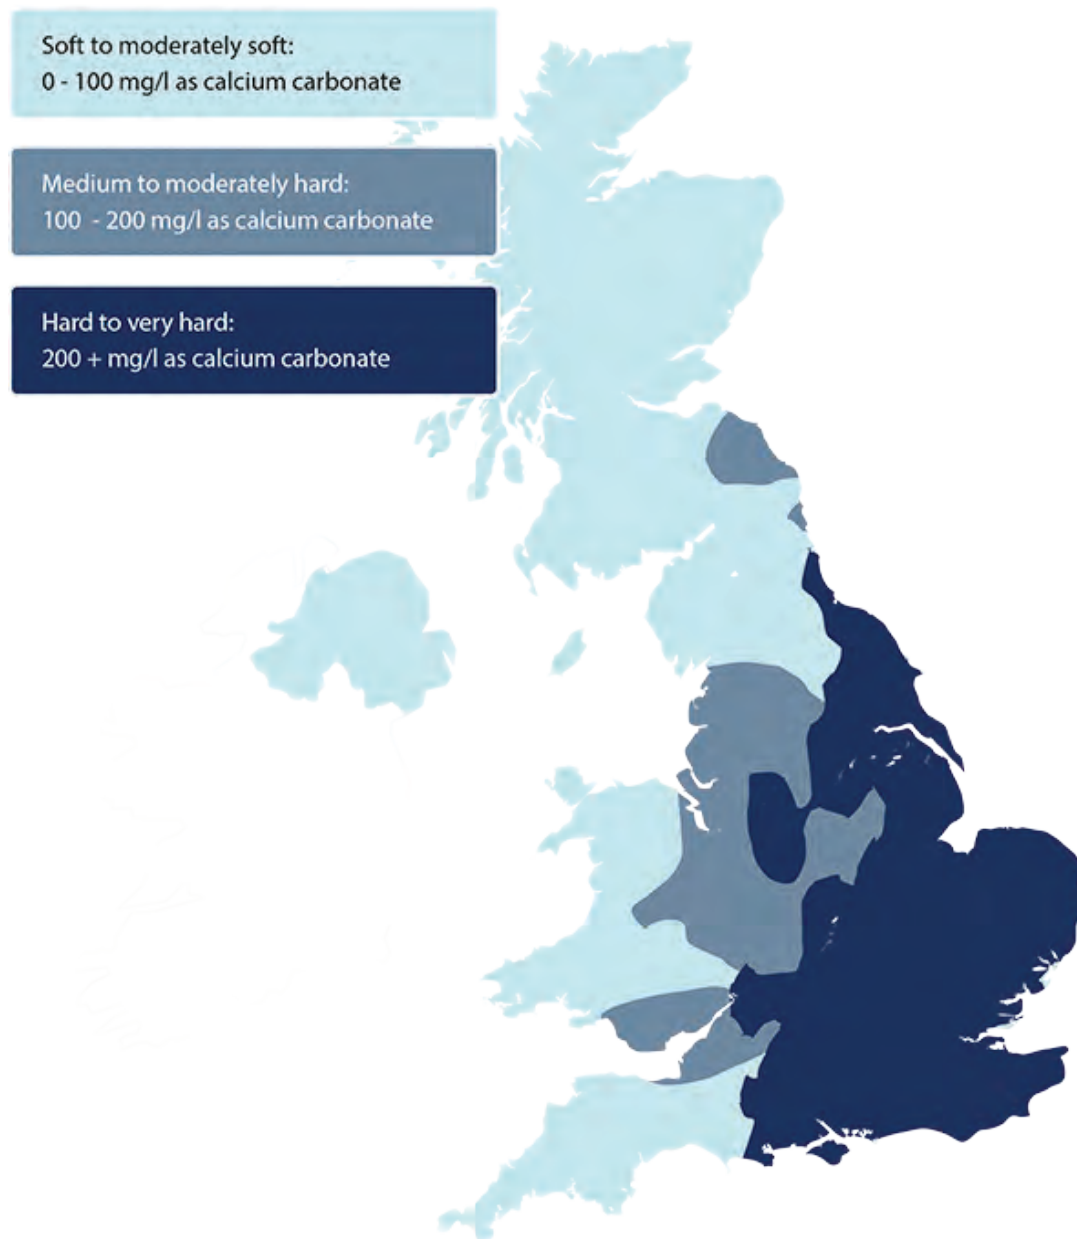 Soft to moderately soft:
0 - 100 mg/l as calcium carbonate
Medium to moderately hard:
100 - 200 mg/l as calcium carbonate
Hard to very hard:
200 + mg/l as calcium carbonate